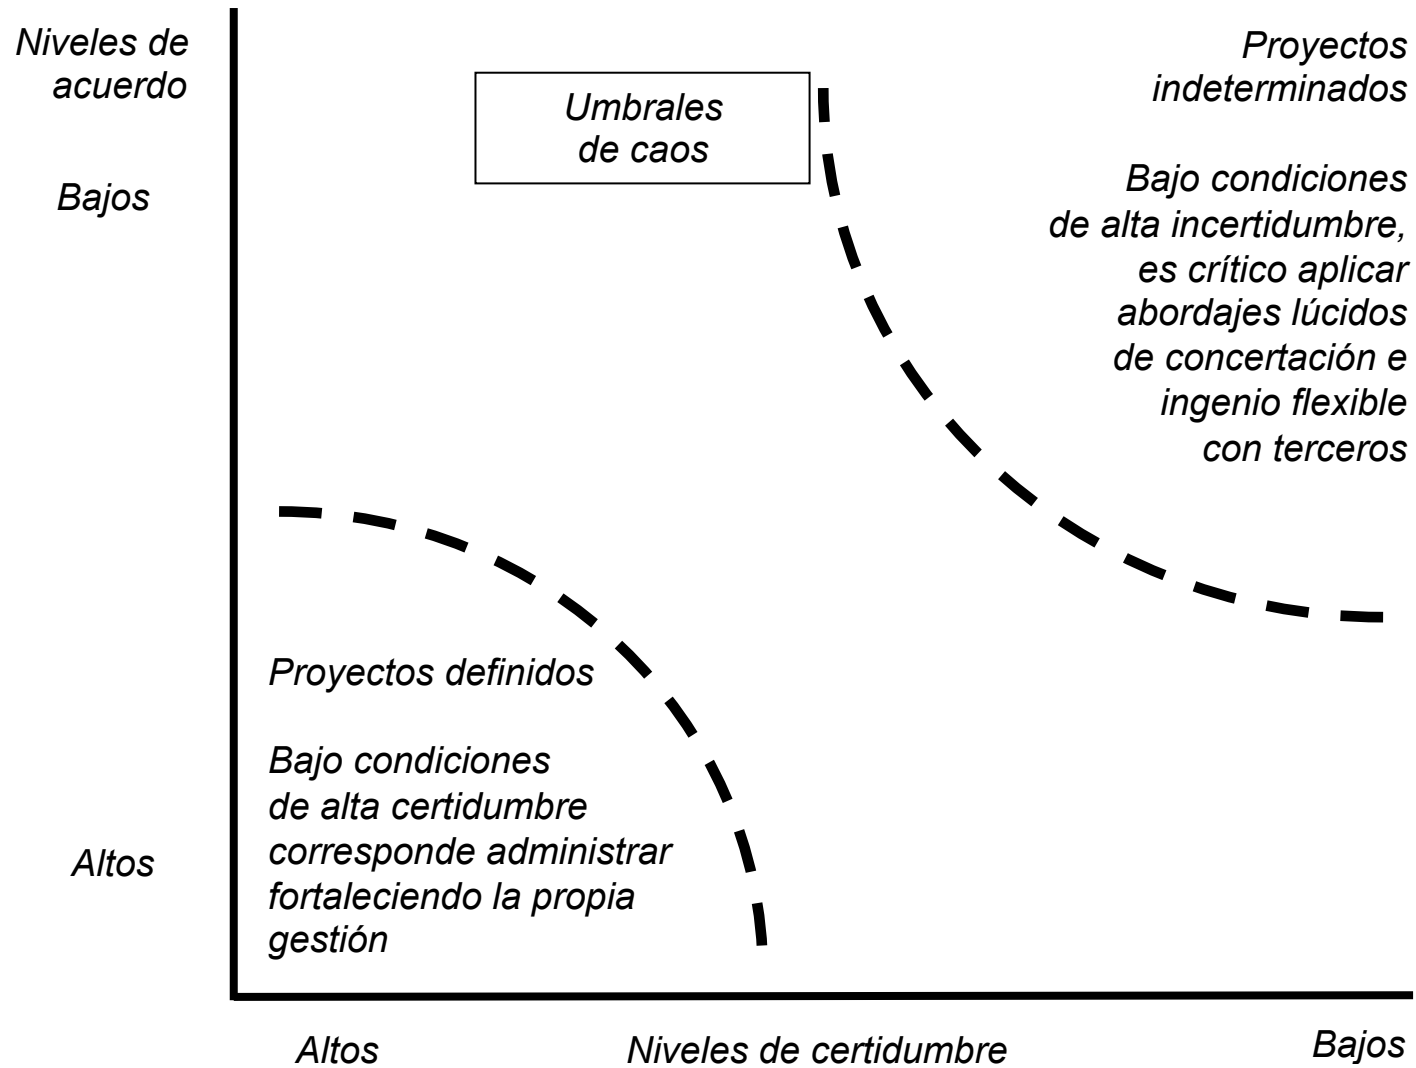 Niveles de
acuerdo
Bajos
Altos
Umbrales
de caos
Proyectos
indeterminados
Bajo condiciones
de alta incertidumbre,
es crítico aplicar
abordajes lúcidos
de concertación e
ingenio flexible
con terceros
Proyectos definidos
Bajo condiciones
de alta certidumbre
corresponde administrar
fortaleciendo la propia
gestión
Altos
Niveles de certidumbre
Bajos